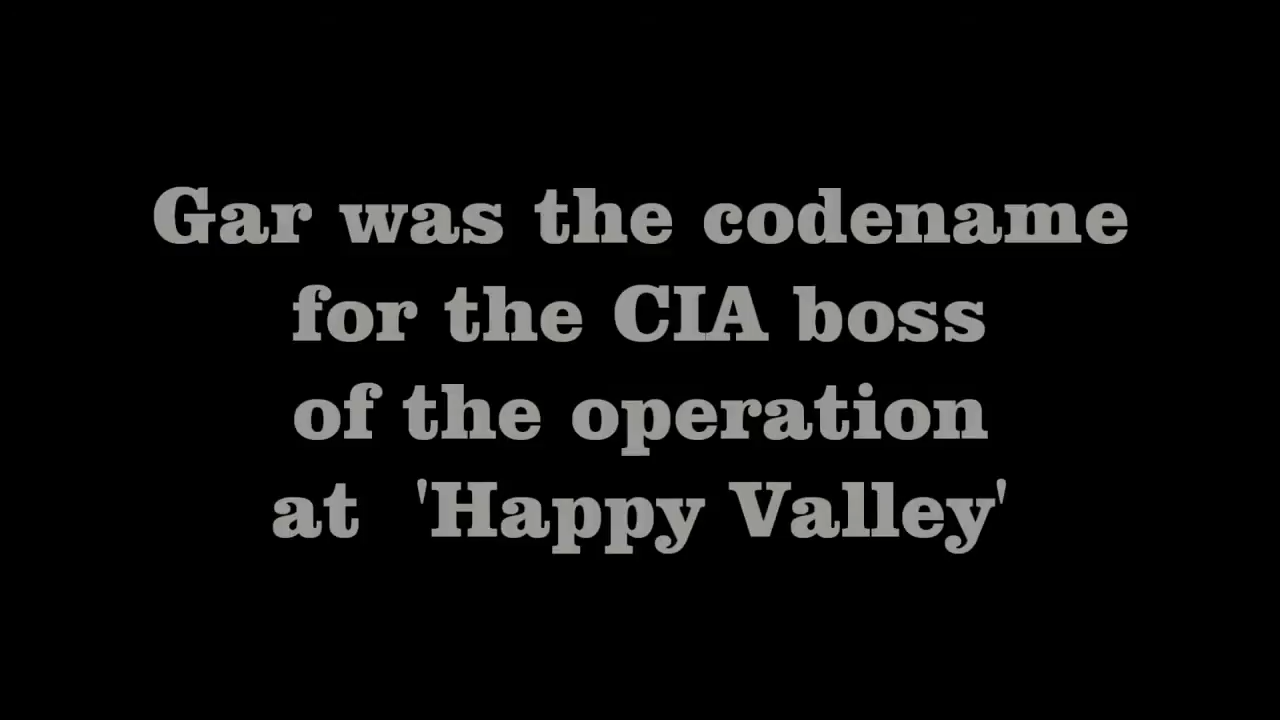 Gar was the codename
for the CIA boss
of the operation
at 'Happy Valley'